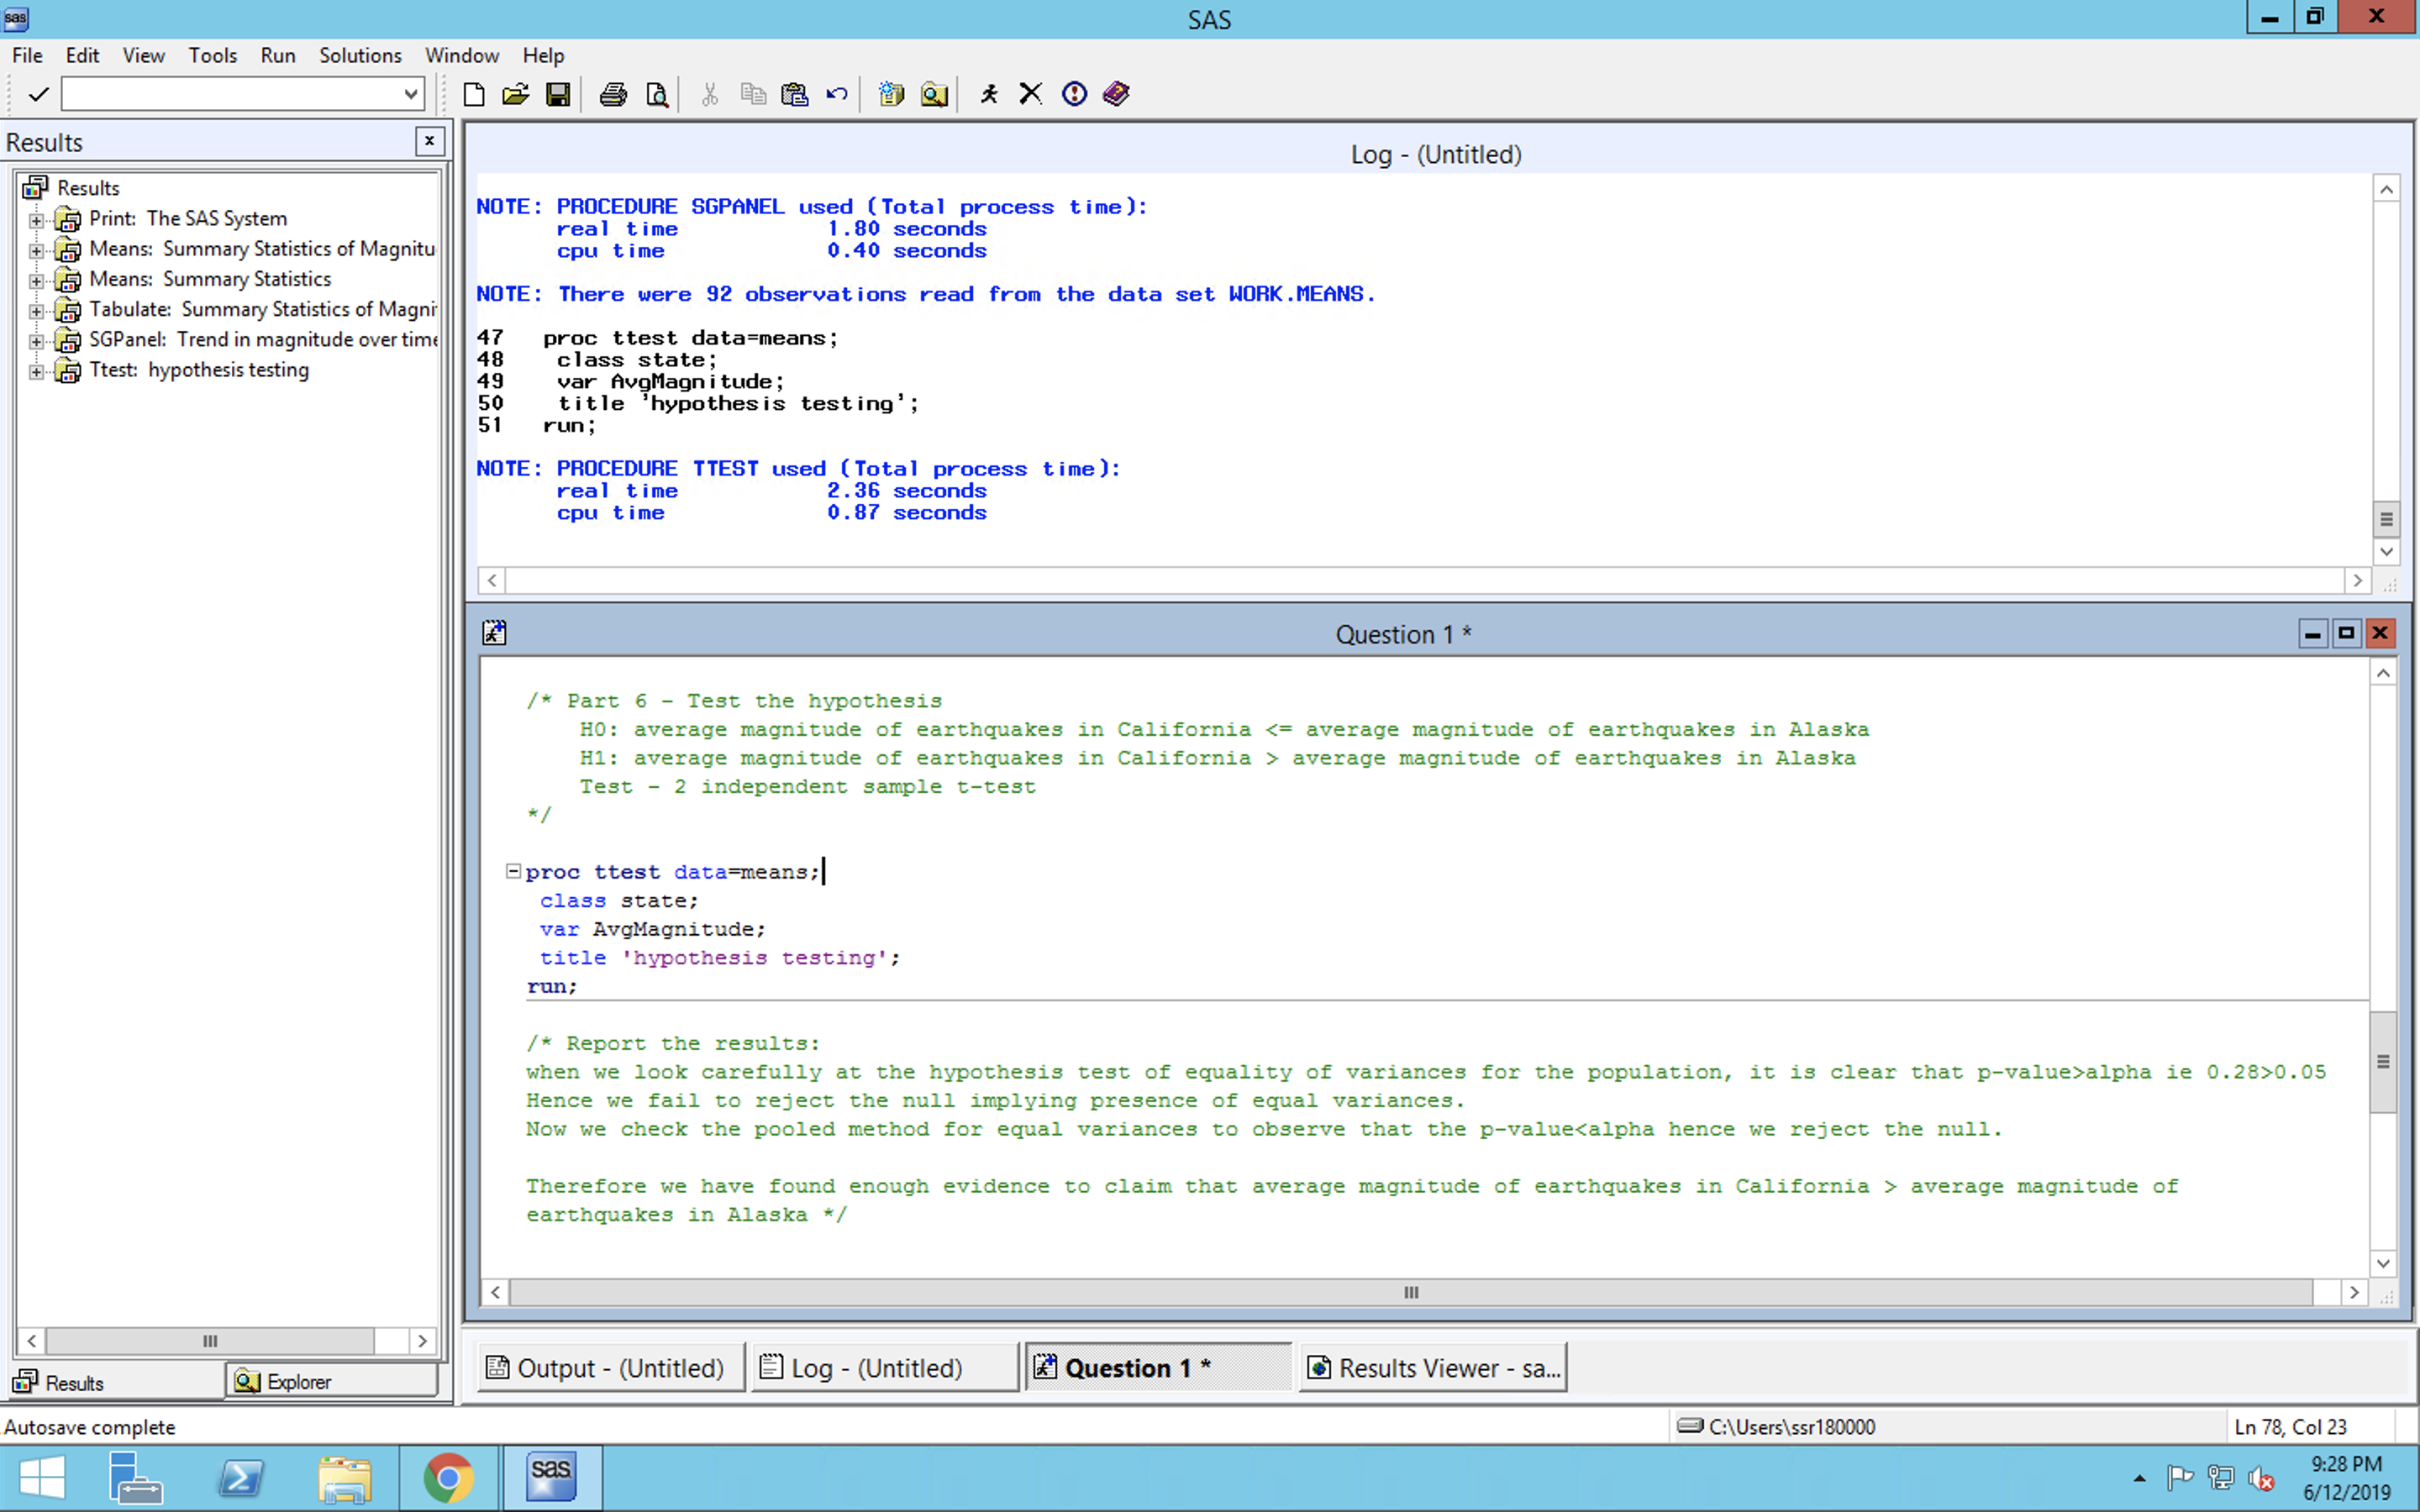 sas
SAS
File Edit View Tools Run Solutions Window Help
Results
Results
Print: The SAS System
Means: Summary Statistics of Magnitu
Means: Summary Statistics
Tabulate: Summary Statistics of Magni
SGPanel: Trend in magnitude over time
Ttest: hypothesis testing
Log - (Untitled)
NOTE: PROCEDURE SGPANEL used (Total process time):
real time 1.80 seconds
cpu time 0.40 seconds
NOTE: There were 92 observations read from the data set WORK.MEANS.
47 proc ttest data=means;
48 class state;
49 var AvgMagnitude;
50 title 'hypothesis testing';
51 run;
NOTE: PROCEDURE TTEST used (Total process time):
real time 2.36 seconds
cpu time 0.87 seconds
Question 1 *
/* Part 6 - Test the hypothesis
H0: average magnitude of earthquakes in California <= average magnitude of earthquakes in Alaska
H1: average magnitude of earthquakes in California > average magnitude of earthquakes in Alaska
Test - 2 independent sample t-test
*/
proc ttest data=means;
class state;
var AvgMagnitude;
title 'hypothesis testing';
run;
/* Report the results:
when we look carefully at the hypothesis test of equality of variances for the population, it is clear that p-value>alpha ie 0.28>0.05
Hence we fail to reject the null implying presence of equal variances.
Now we check the pooled method for equal variances to observe that the p-value<alpha hence we reject the null.
Therefore we have found enough evidence to claim that average magnitude of earthquakes in California > average magnitude of
earthquakes in Alaska */
Results Explorer
Output - (Untitled) Log - (Untitled) Question 1 * Results Viewer - sa...
Autosave complete C:\Users\ssr180000 Ln 78, Col 23
sas
9:28 PM
6/12/2019